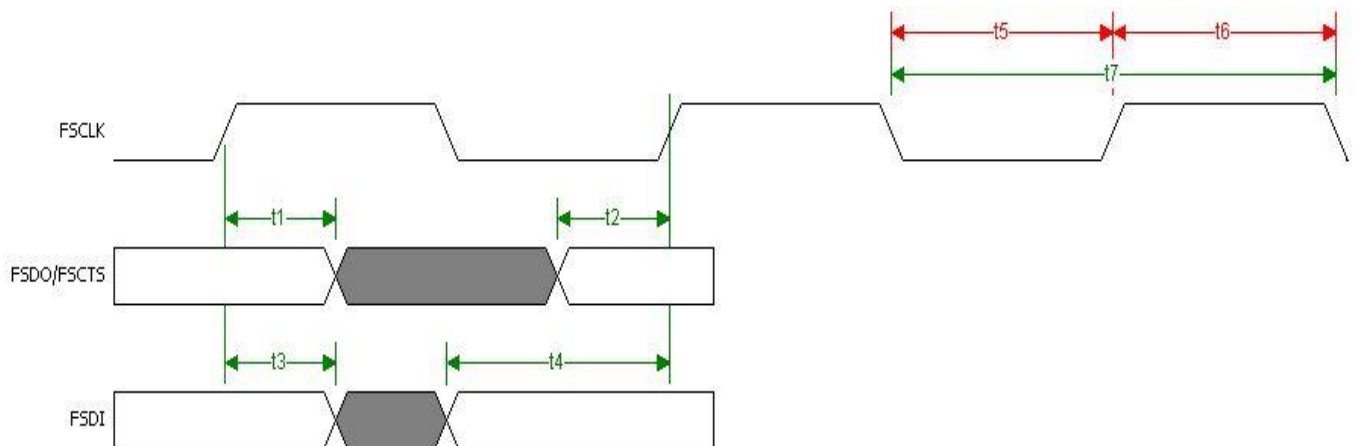 t5 t6
t7
FSCLK
t1 t2
FSDO/FSCTS
t3 t4
FSDI